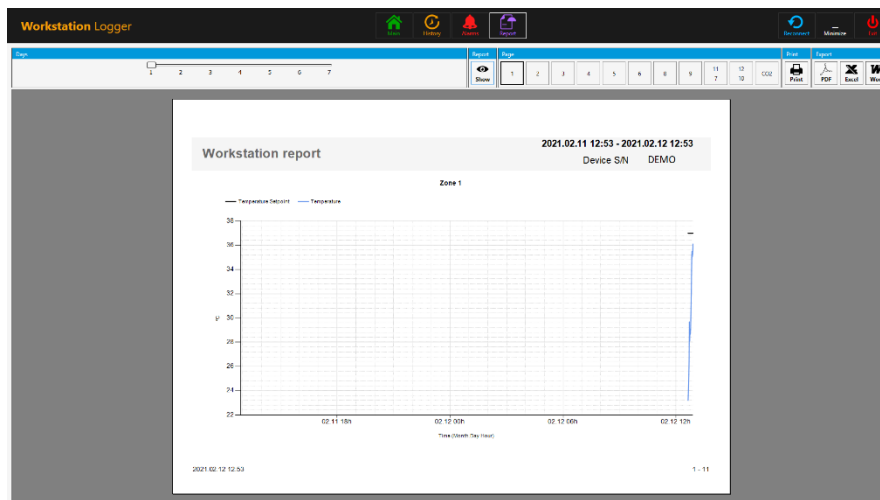 Workstation Logger
Main
History
Alarms
Report
Reconnect
Minimize
Exit
Days
1 2 3 4 5 6 7
Report
Show
Page
1 2 3 4 5 6 8 9 11 7 12 10 CO2
Print
Print
Export
PDF Excel Wor
Workstation report
2021.02.11 12:53 - 2021.02.12 12:53
Device S/N DEMO
Zone 1
Temperature Setpoint Temperature
38
36
34
32
30
28
26
24
22
°C
02.11 18h 02.12 00h 02.12 06h 02.12 12h
Time (Month Day Hour)
2021.02.12 12:53
1 - 11